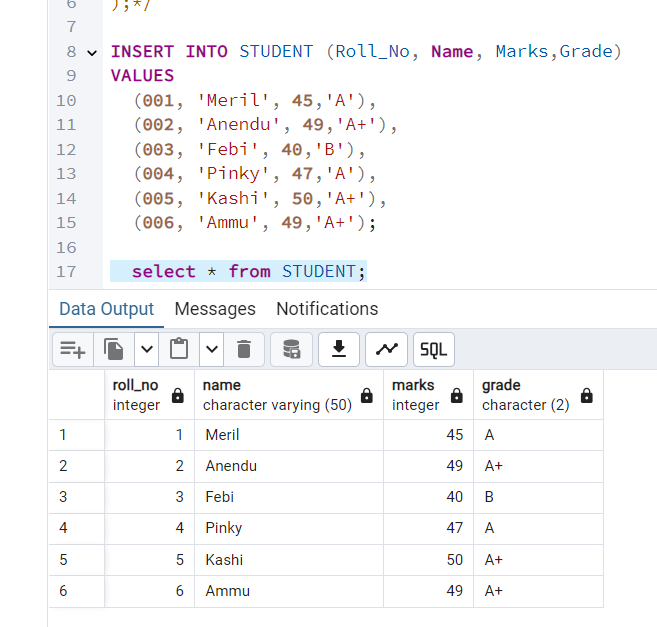 6 );*/
7
8 INSERT INTO STUDENT (Roll_No, Name, Marks,Grade)
9 VALUES
10 (001, 'Meril', 45,'A'),
11 (002, 'Anendu', 49,'A+'),
12 (003, 'Febi', 40,'B'),
13 (004, 'Pinky', 47,'A'),
14 (005, 'Kashi', 50,'A+'),
15 (006, 'Ammu', 49,'A+');
16
17 select * from STUDENT;
Data Output Messages Notifications
SQL
roll_no name marks grade
integer character varying (50) integer character (2)
1 1 Meril 45 A
2 2 Anendu 49 A+
3 3 Febi 40 B
4 4 Pinky 47 A
5 5 Kashi 50 A+
6 6 Ammu 49 A+